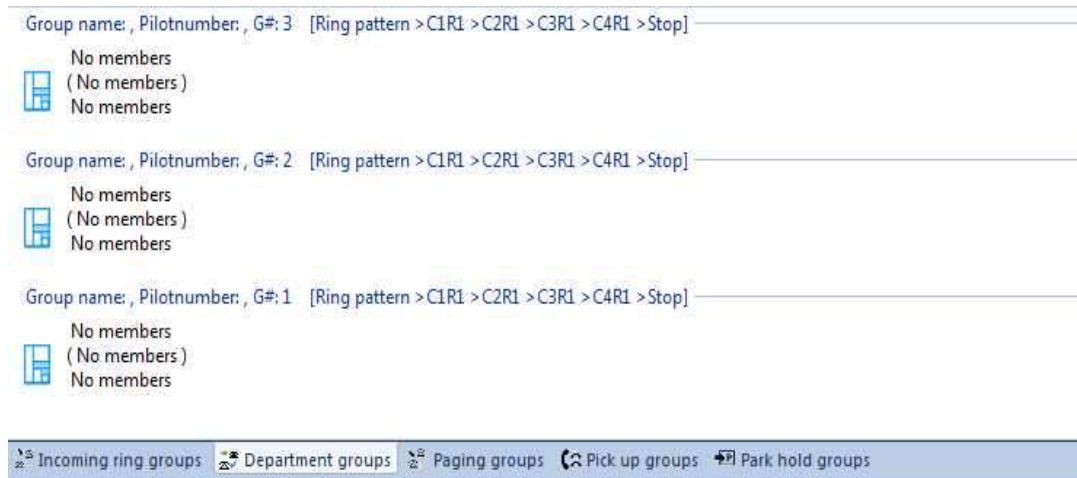 Group name: , Pilotnumber: , G#: 3 [Ring pattern > C1R1 > C2R1 > C3R1 > C4R1 > Stop]
No members
( No members )
No members
Group name: , Pilotnumber: , G#: 2 [Ring pattern > C1R1 > C2R1 > C3R1 > C4R1 > Stop]
No members
( No members )
No members
Group name: , Pilotnumber: , G#: 1 [Ring pattern > C1R1 > C2R1 > C3R1 > C4R1 > Stop]
No members
( No members )
No members
Incoming ring groups Department groups Paging groups Pick up groups Park hold groups